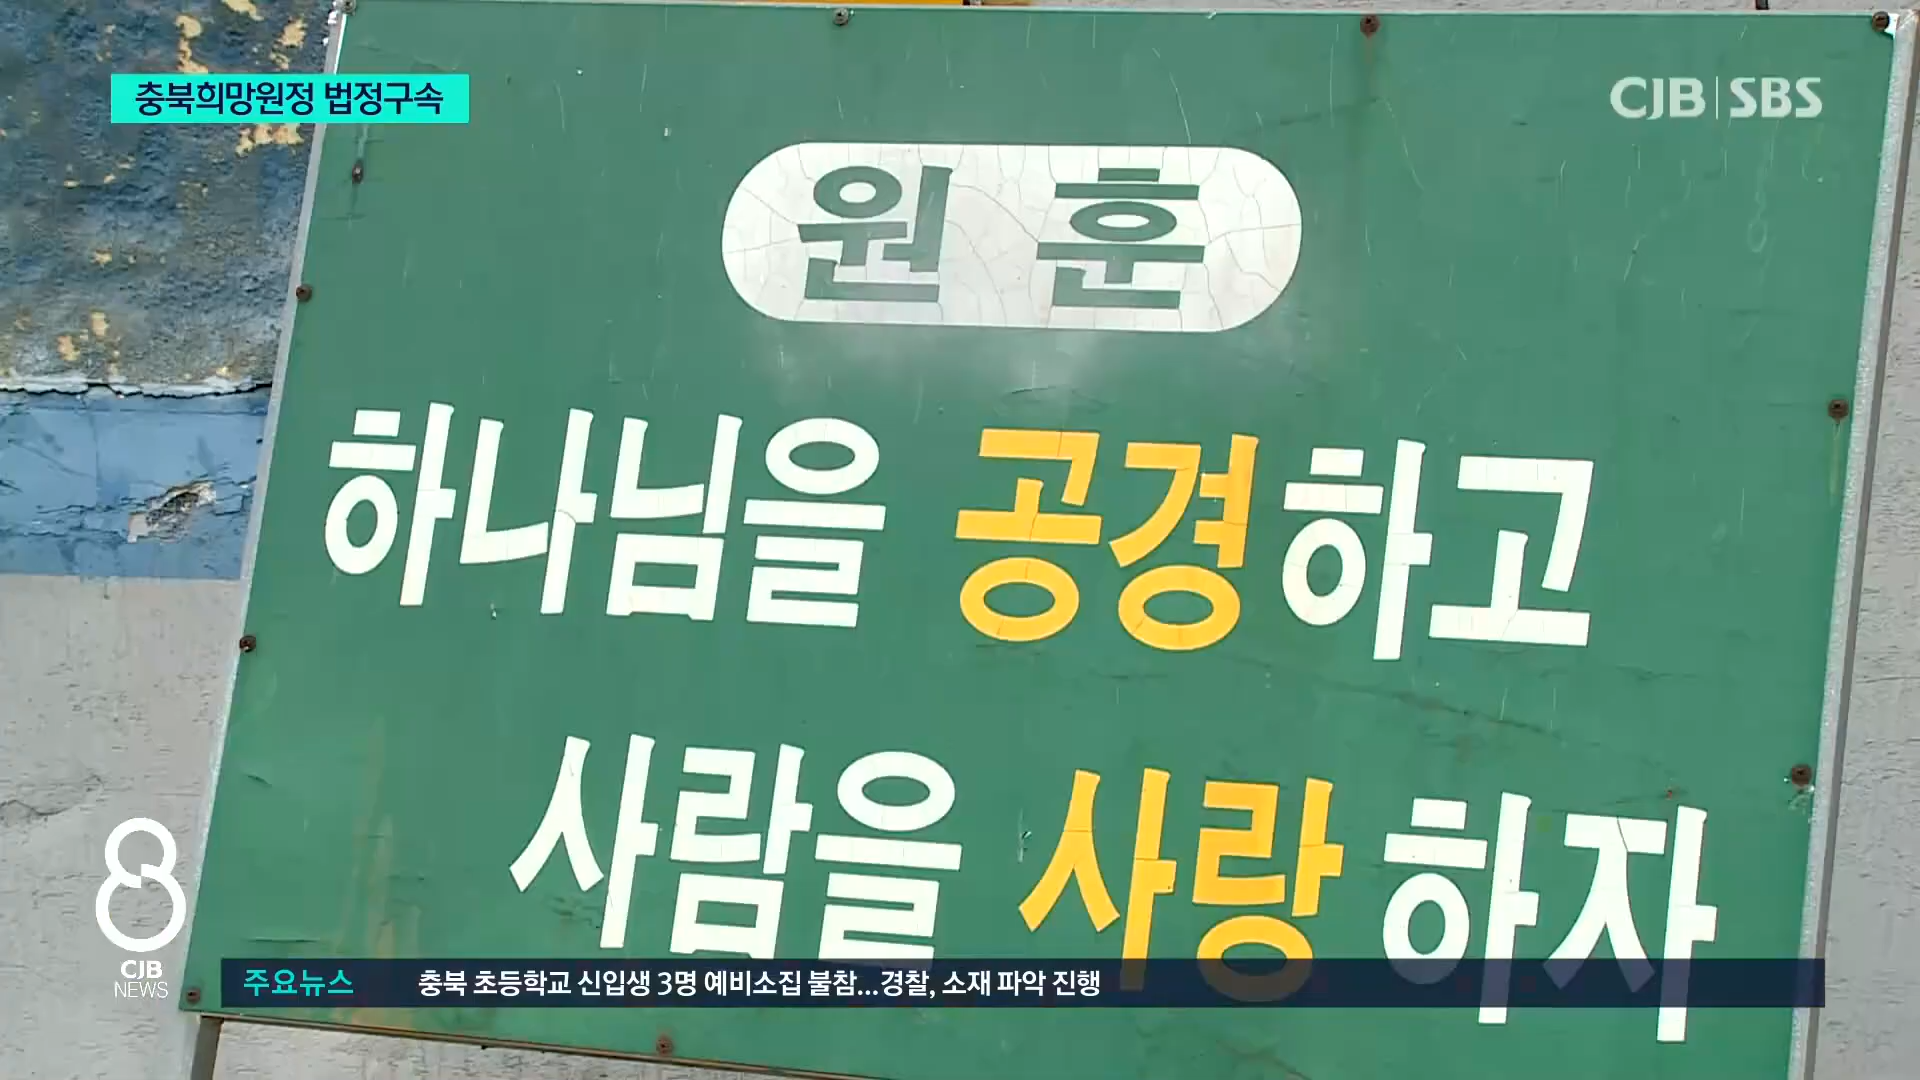 충북희망원정 법정구속
CJB SBS
원훈
하나님을 공경하고
사람을 사랑하자
8
CJB
NEWS
주요뉴스 충북 초등학교 신입생 3명 예비소집 불참...경찰, 소재 파악 진행